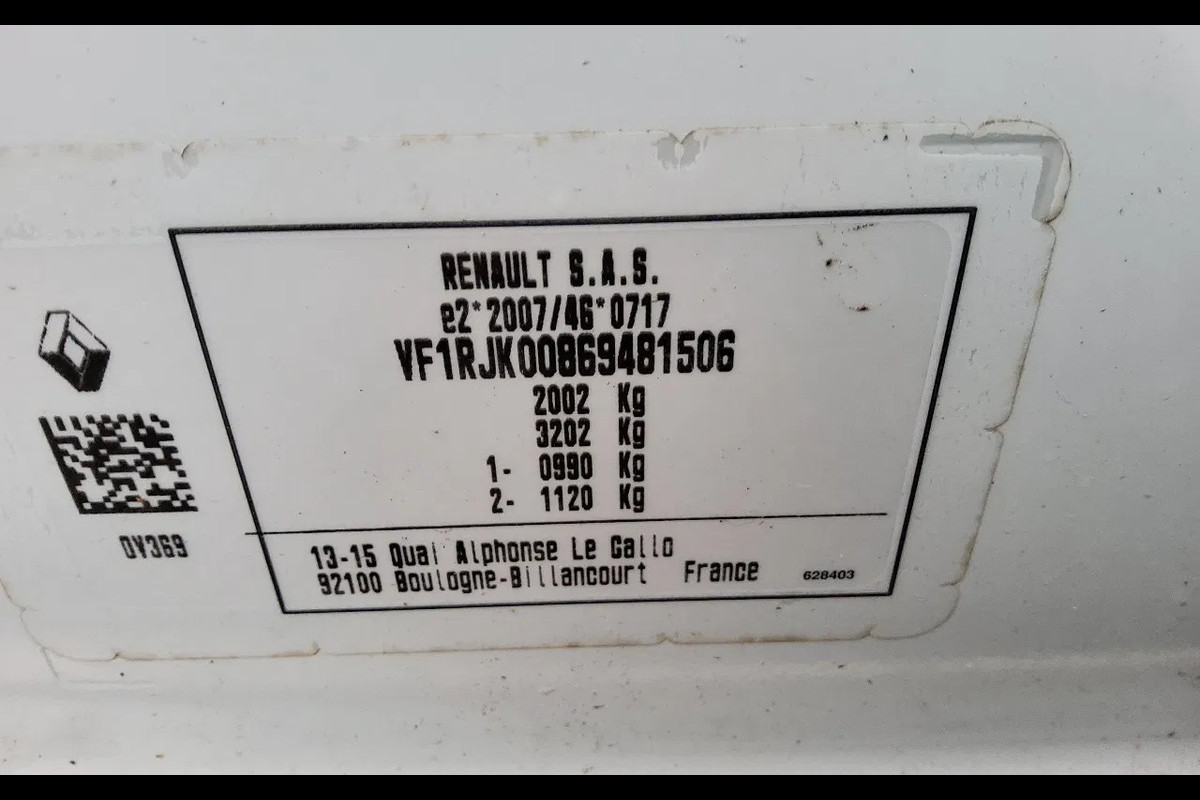 RENAULT S.A.S.
e2*2007/46*0717
VF1RJK00869481506
2002 Kg
3202 Kg
1- 0990 Kg
2- 1120 Kg
DV369
13-15 Quai Alphonse Le Gallo
92100 Boulogne-Billancourt France
628403